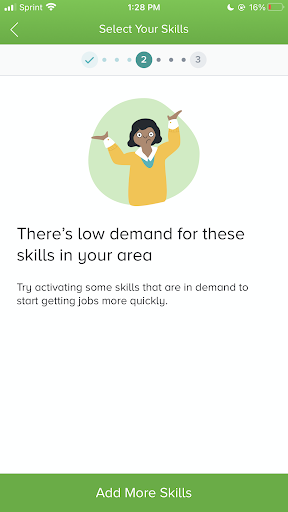 Sprint 1:28 PM 16%
Select Your Skills
2 3
There's low demand for these
skills in your area
Try activating some skills that are in demand to
start getting jobs more quickly.
Add More Skills